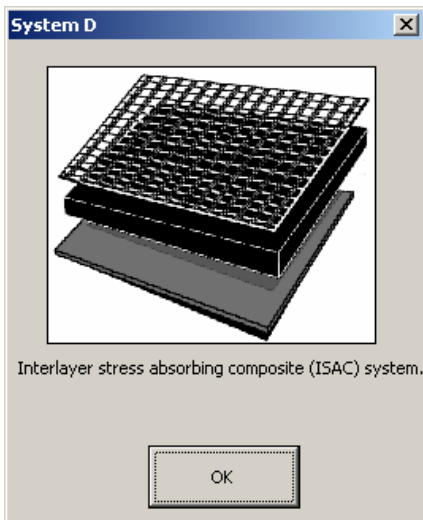 System D
Interlayer stress absorbing composite (ISAC) system.
OK